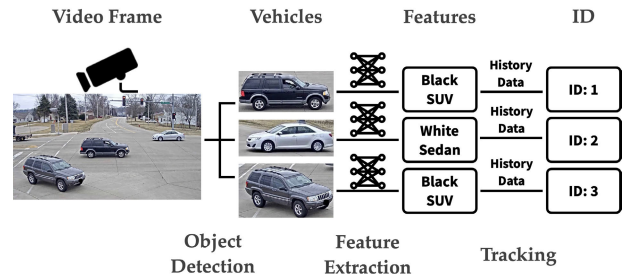 Video Frame
Vehicles
Features
ID
Black
SUV
History
Data
ID: 1
White
Sedan
History
Data
ID: 2
Black
SUV
History
Data
ID: 3
Object
Detection
Feature
Extraction
Tracking